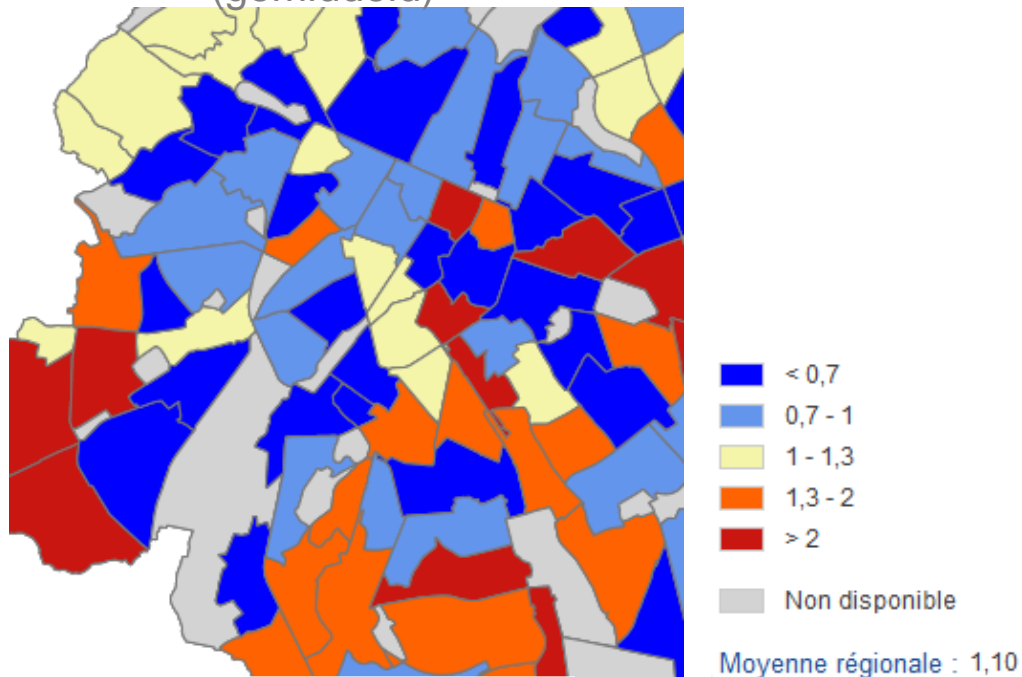 < 0,7
0,7 - 1
1 - 1,3
1,3 - 2
> 2
Non disponible
Moyenne régionale : 1,10